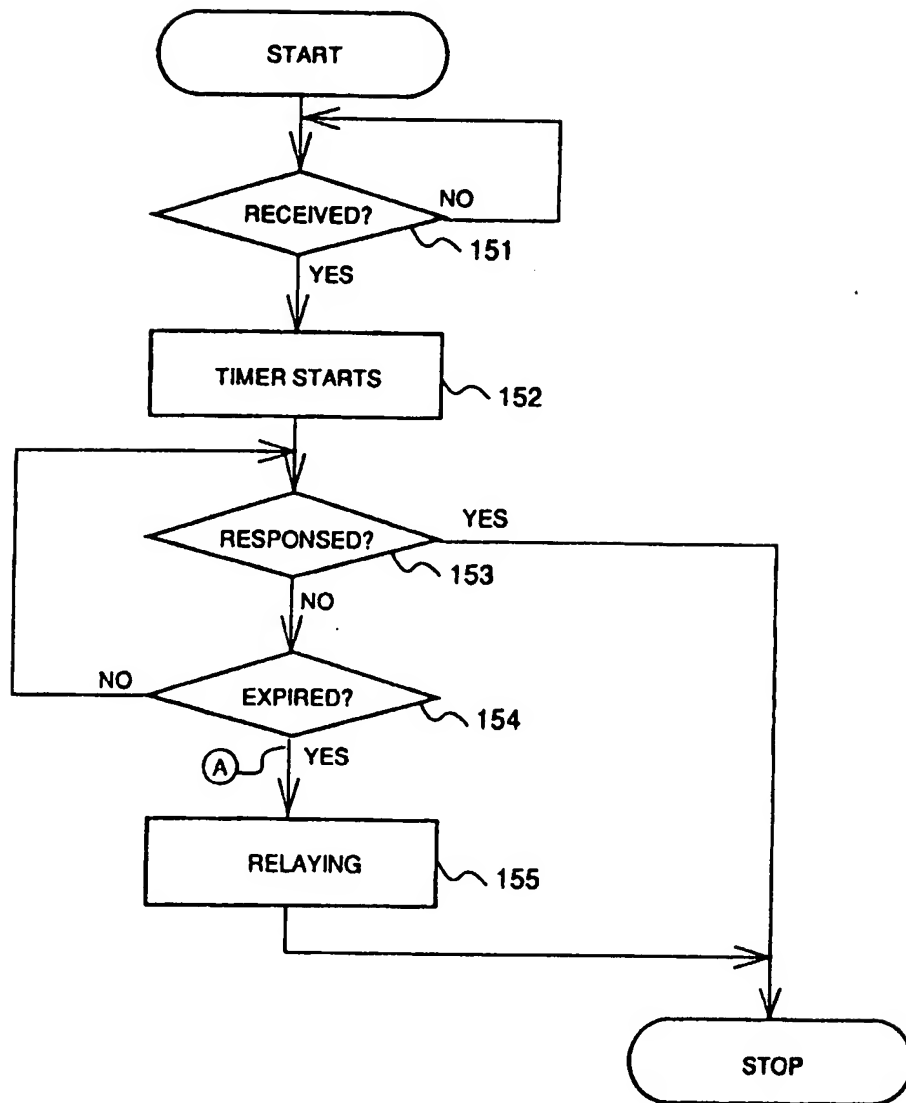 START
NO
RECEIVED?
151
YES
TIMER STARTS
152
YES
RESPONSED?
153
NO
NO
EXPIRED?
154
A
YES
RELAYING
155
STOP